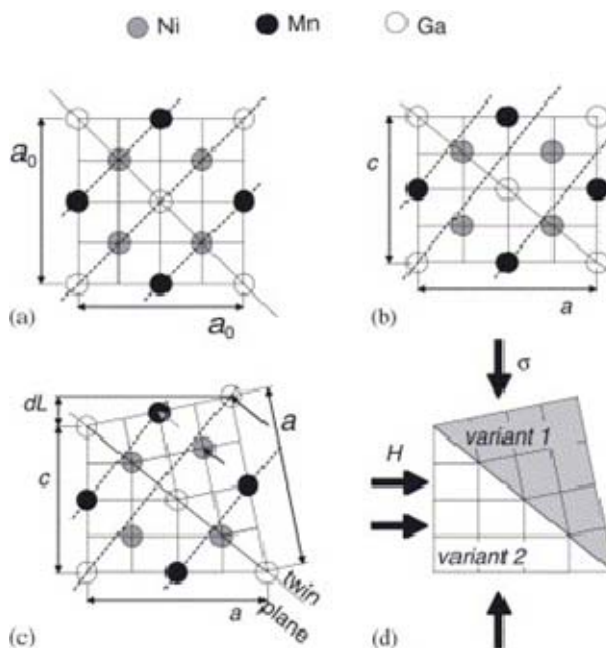 Ni Mn Ga
a₀
a₀
(a)
c
a
(b)
dL
c
a
a
twin
plane
(c)
σ
H
variant 1
variant 2
(d)